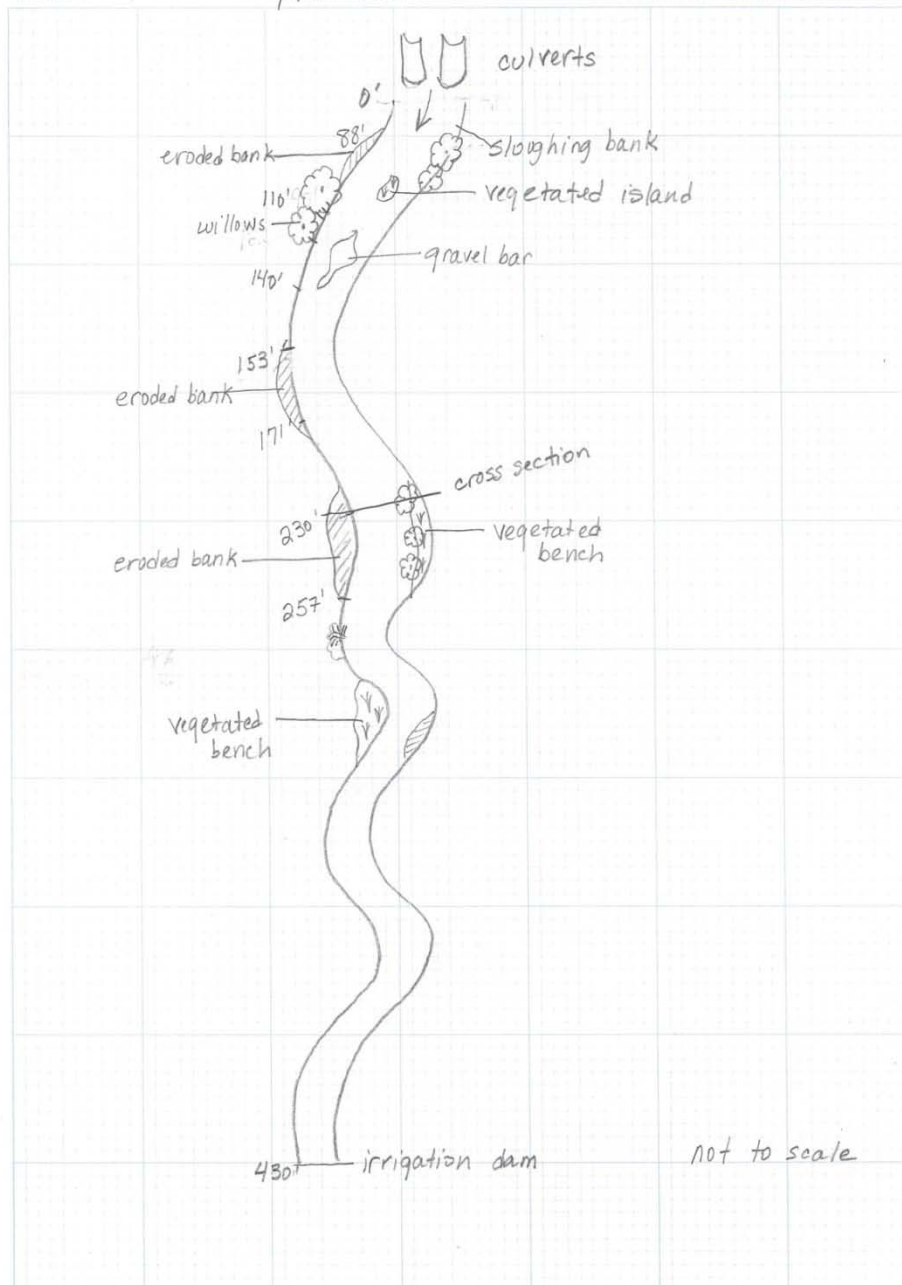 culverts
0'
88'
eroded bank
sloughing bank
110'
vegetated island
willows
gravel bar
140'
153'
eroded bank
171'
cross section
230'
vegetated
bench
eroded bank
257'
vegetated
bench
430'
irrigation dam
not to scale